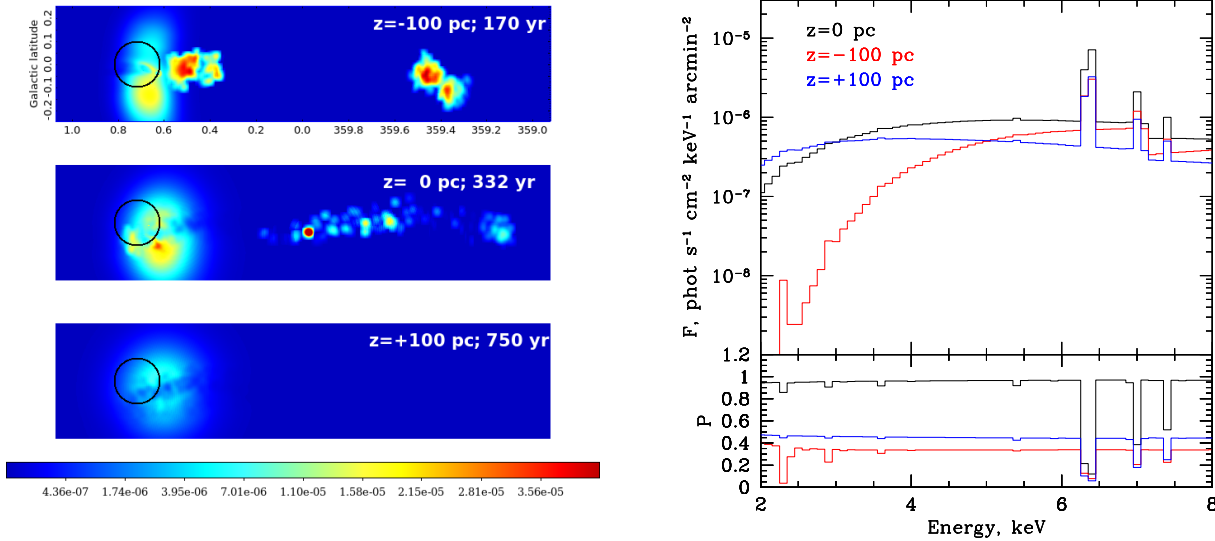 z=-100 pc; 170 yr
Galactic latitude
0.2
0.1
0.0
-0.1
-0.2
1.0 0.8 0.6 0.4 0.2 0.0 359.8 359.6 359.4 359.2 359.0
z= 0 pc; 332 yr
z=+100 pc; 750 yr
4.36e-07 1.74e-06 3.95e-06 7.01e-06 1.10e-05 1.58e-05 2.15e-05 2.81e-05 3.56e-05
z=0 pc
z=−100 pc
z=+100 pc
F, phot s⁻¹ cm⁻² keV⁻¹ arcmin⁻²
10⁻⁵
10⁻⁶
10⁻⁷
10⁻⁸
P
1.2
1
0.8
0.6
0.4
0.2
0
2 4 6 8
Energy, keV